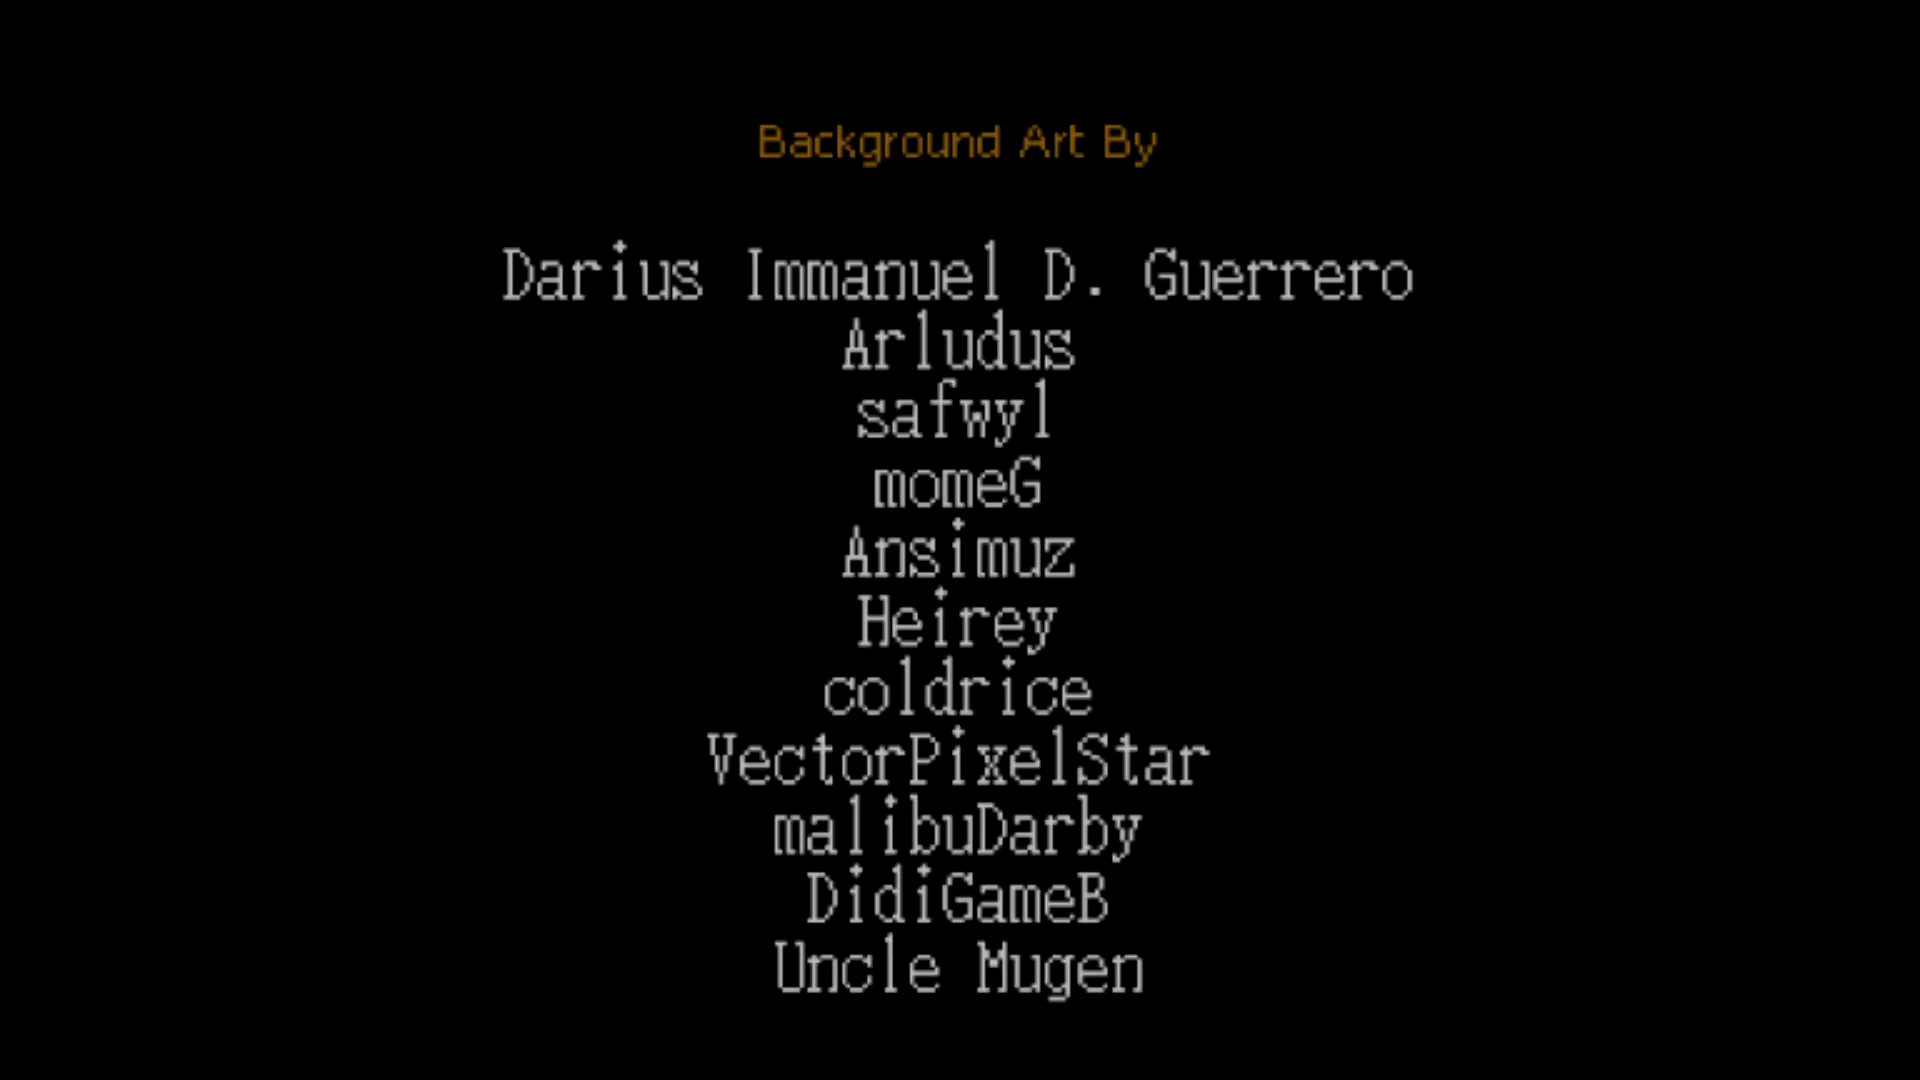 Background Art By
Darius Immanuel D. Guerrero
Arludus
safwyl
momeG
Ansimuz
Heirey
coldrice
VectorPixelStar
malibuDarby
DidiGameB
Uncle Mugen